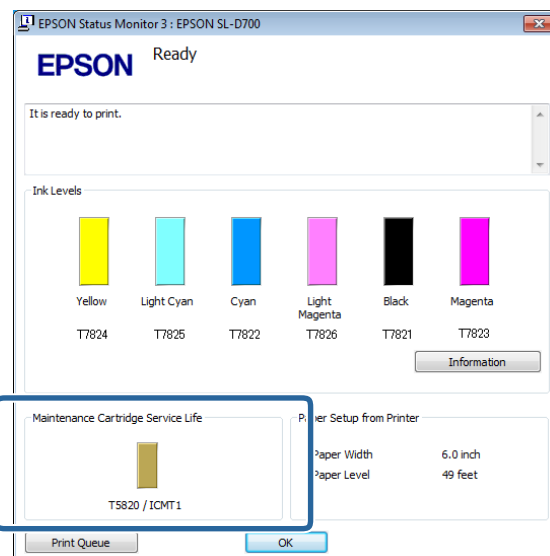 EPSON Status Monitor 3 : EPSON SL-D700
EPSON
Ready
It is ready to print.
Ink Levels
Yellow Light Cyan Cyan Light Magenta Black Magenta
T7824 T7825 T7822 T7826 T7821 T7823
Information
Maintenance Cartridge Service Life
T5820 / ICMT1
Paper Setup from Printer
Paper Width 6.0 inch
Paper Level 49 feet
Print Queue OK